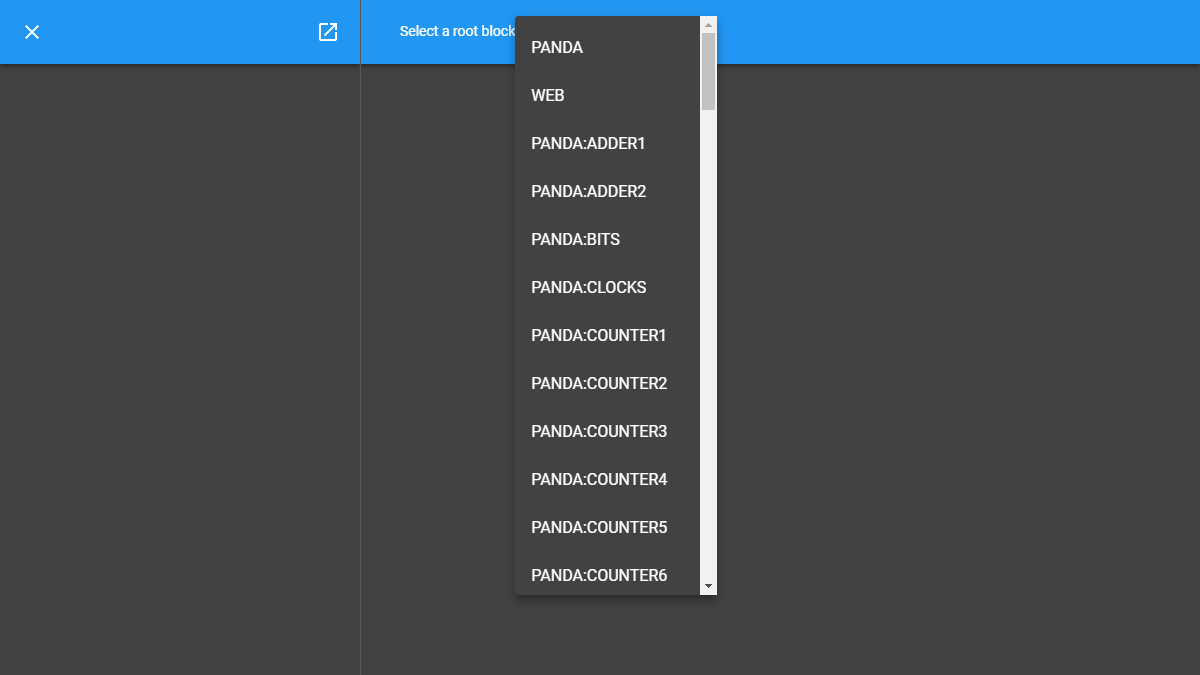 Select a root block
PANDA
WEB
PANDA:ADDER1
PANDA:ADDER2
PANDA:BITS
PANDA:CLOCKS
PANDA:COUNTER1
PANDA:COUNTER2
PANDA:COUNTER3
PANDA:COUNTER4
PANDA:COUNTER5
PANDA:COUNTER6